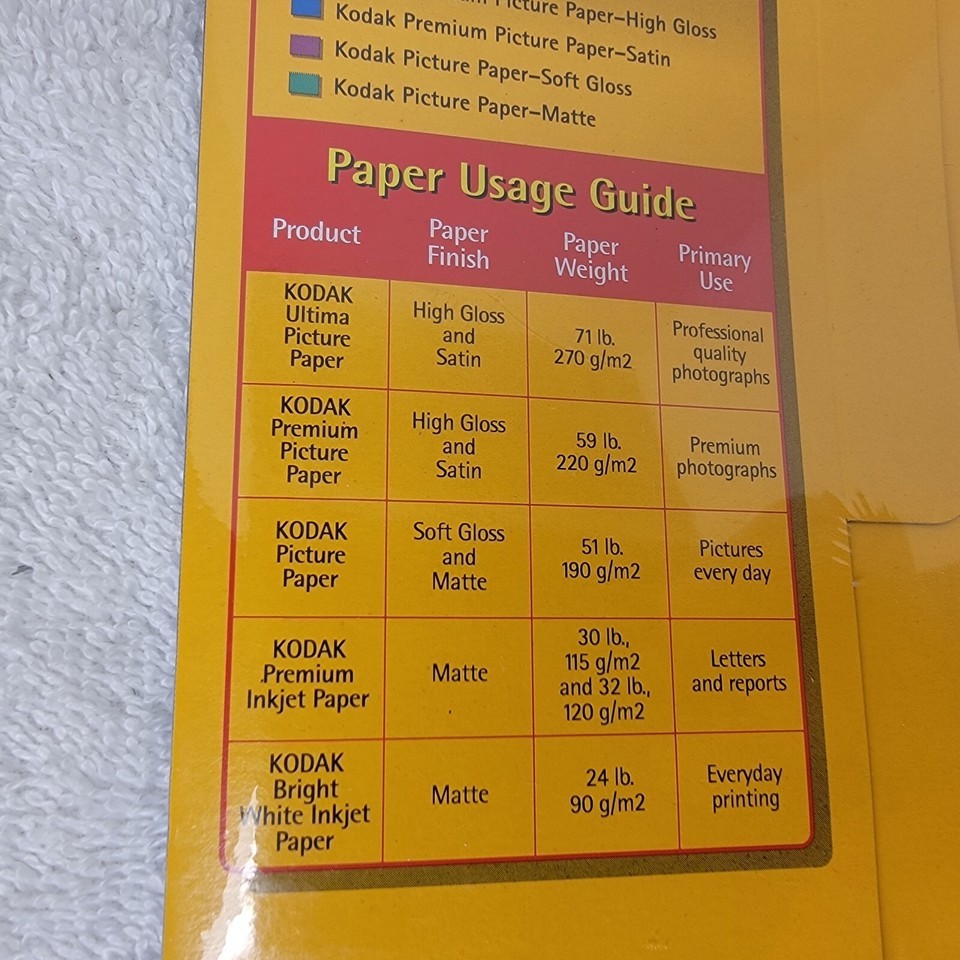 Picture Paper–High Gloss
Kodak Premium Picture Paper–Satin
Kodak Picture Paper–Soft Gloss
Kodak Picture Paper–Matte
Paper Usage Guide
Product
Paper
Finish
Paper
Weight
Primary
Use
KODAK
Ultima
Picture
Paper
High Gloss
and
Satin
71 lb.
270 g/m2
Professional
quality
photographs
KODAK
Premium
Picture
Paper
High Gloss
and
Satin
59 lb.
220 g/m2
Premium
photographs
KODAK
Picture
Paper
Soft Gloss
and
Matte
51 lb.
190 g/m2
Pictures
every day
KODAK
Premium
Inkjet Paper
Matte
30 lb.,
115 g/m2
and 32 lb.,
120 g/m2
Letters
and reports
KODAK
Bright
White Inkjet
Paper
Matte
24 lb.
90 g/m2
Everyday
printing